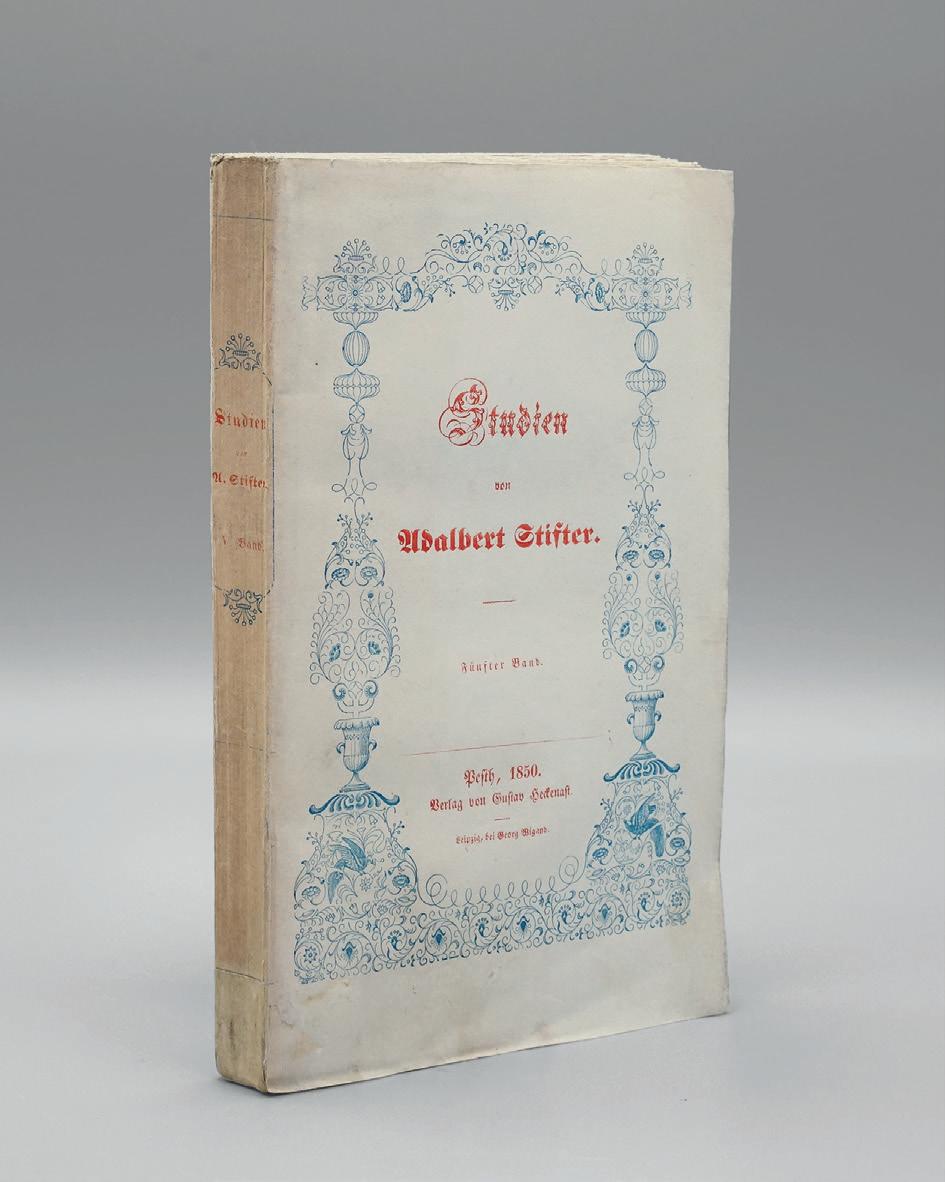 Studien
von
A. Stifter.
V Band.
Studien
von
Adalbert Stifter.
Fünfter Band.
Pesth, 1850.
Verlag von Gustav Heckenast.
Leipzig, bei Georg Wigand.